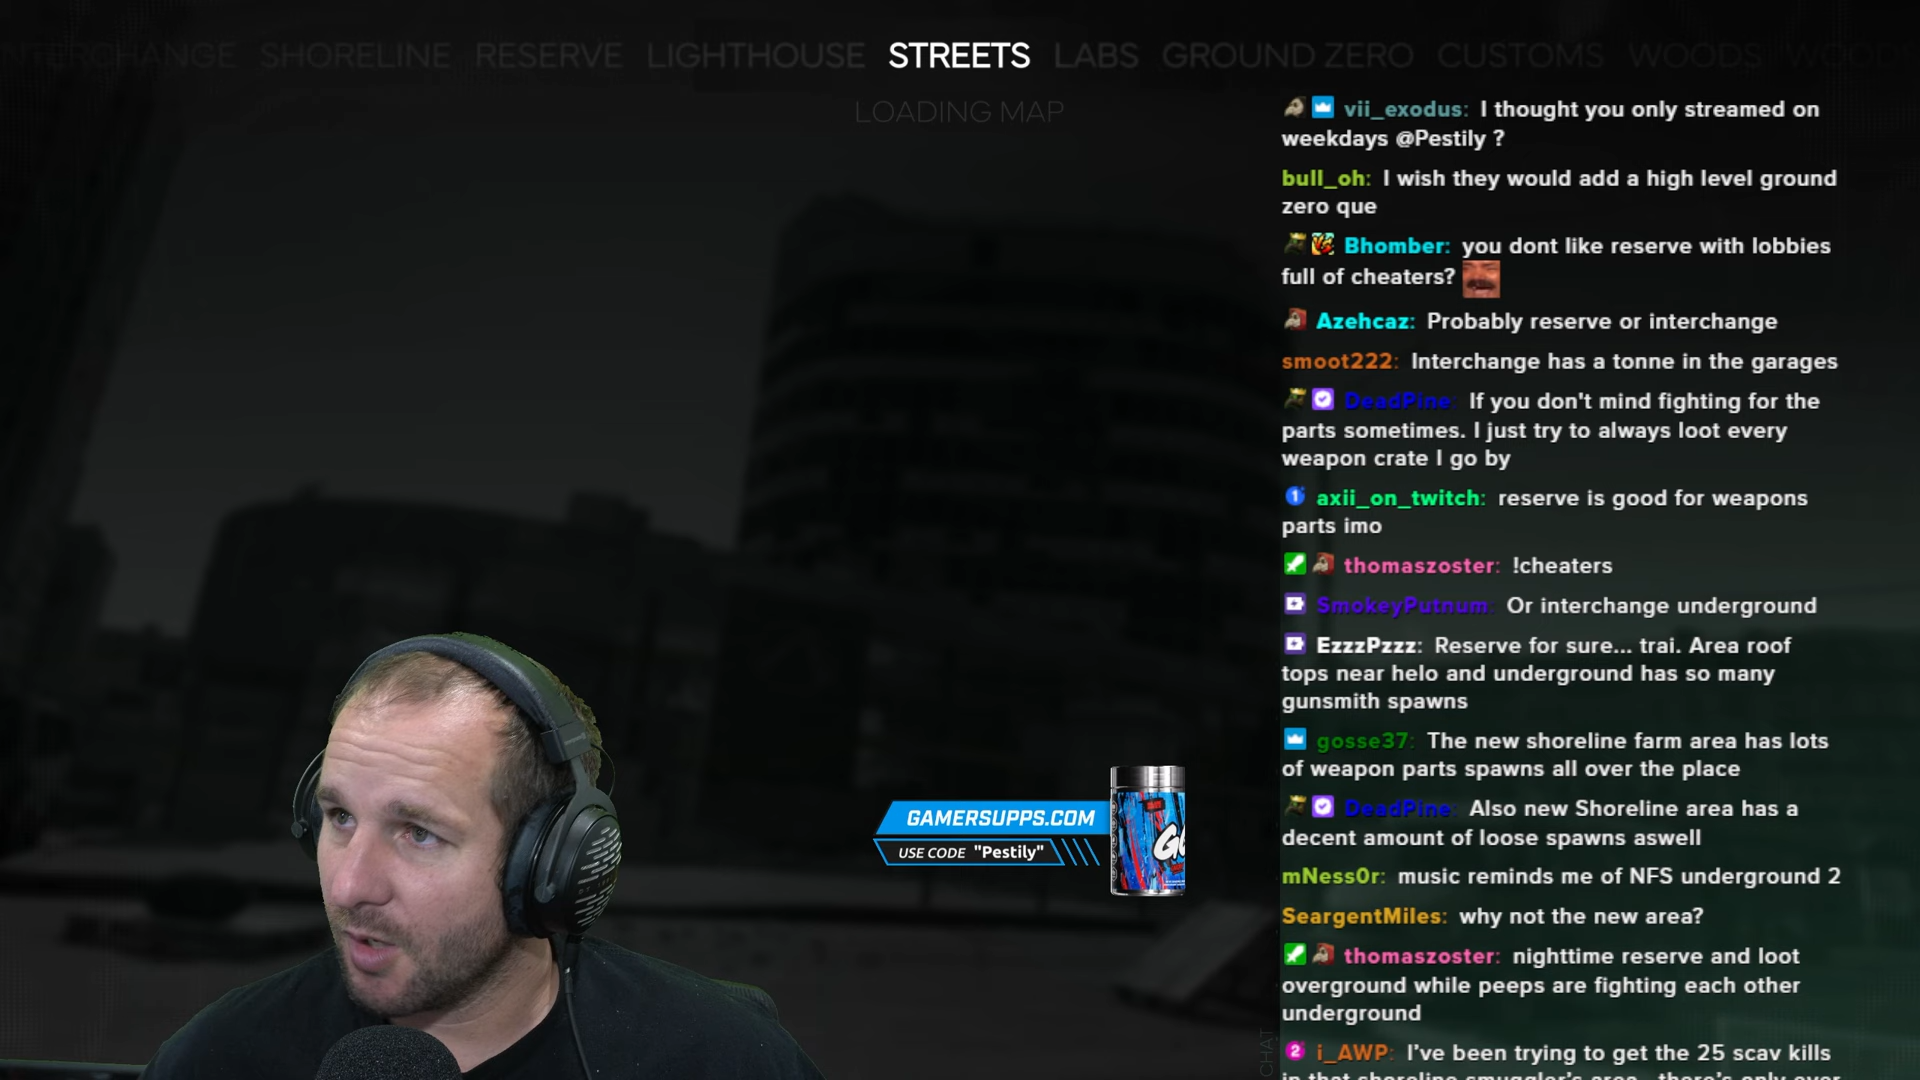 INTERCHANGE SHORELINE RESERVE LIGHTHOUSE STREETS LABS GROUND ZERO CUSTOMS WOODS
LOADING MAP
vii_exodus: I thought you only streamed on
weekdays @Pestily ?
bull_oh: I wish they would add a high level ground
zero que
Bhomber: you dont like reserve with lobbies
full of cheaters?
Azehcaz: Probably reserve or interchange
smoot222: Interchange has a tonne in the garages
DeadPine: If you don't mind fighting for the
parts sometimes. I just try to always loot every
weapon crate I go by
1 axii_on_twitch: reserve is good for weapons
parts imo
thomaszoster: !cheaters
SmokeyPutnum: Or interchange underground
EzzzPzzz: Reserve for sure... trai. Area roof
tops near helo and underground has so many
gunsmith spawns
gosse37: The new shoreline farm area has lots
of weapon parts spawns all over the place
DeadPine: Also new Shoreline area has a
decent amount of loose spawns aswell
mNess0r: music reminds me of NFS underground 2
SeargentMiles: why not the new area?
thomaszoster: nighttime reserve and loot
overground while peeps are fighting each other
underground
2 i_AWP: I've been trying to get the 25 scav kills
in that shoreline smuggler's area
GAMERSUPPS.COM
USE CODE "Pestily"
GG
CHAT